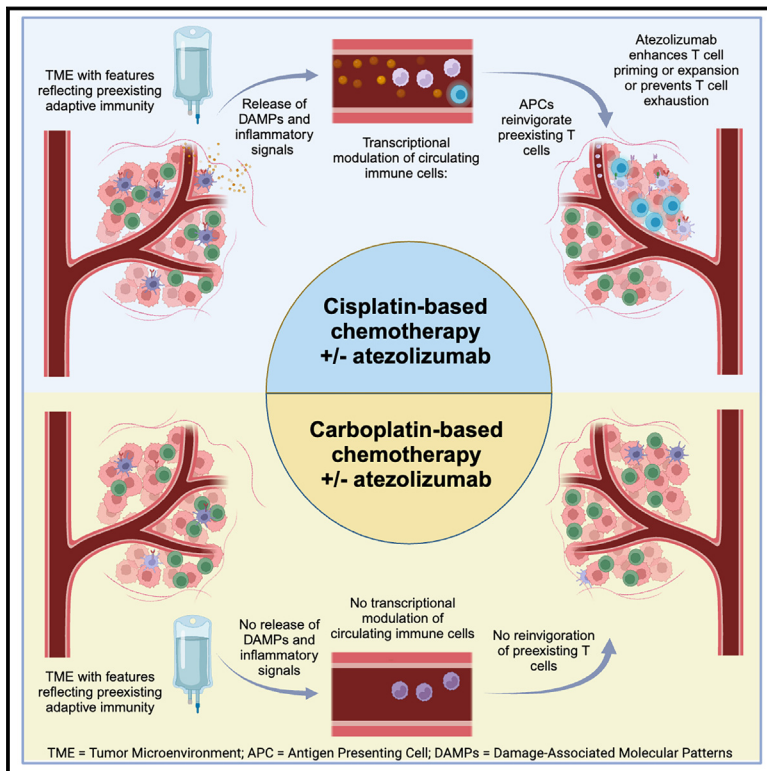 TME with features
reflecting preexisting
adaptive immunity
Release of
DAMPs and
inflammatory
signals
Transcriptional
modulation of circulating
immune cells:
APCs
reinvigorate
preexisting T
cells
Atezolizumab
enhances T cell
priming or expansion
or prevents T cell
exhaustion
Cisplatin-based
chemotherapy
+/- atezolizumab
Carboplatin-based
chemotherapy
+/- atezolizumab
TME with features
reflecting preexisting
adaptive immunity
No release of
DAMPs and
inflammatory
signals
No transcriptional
modulation of
circulating immune cells
No reinvigoration
of preexisting T
cells
TME = Tumor Microenvironment; APC = Antigen Presenting Cell; DAMPs = Damage-Associated Molecular Patterns